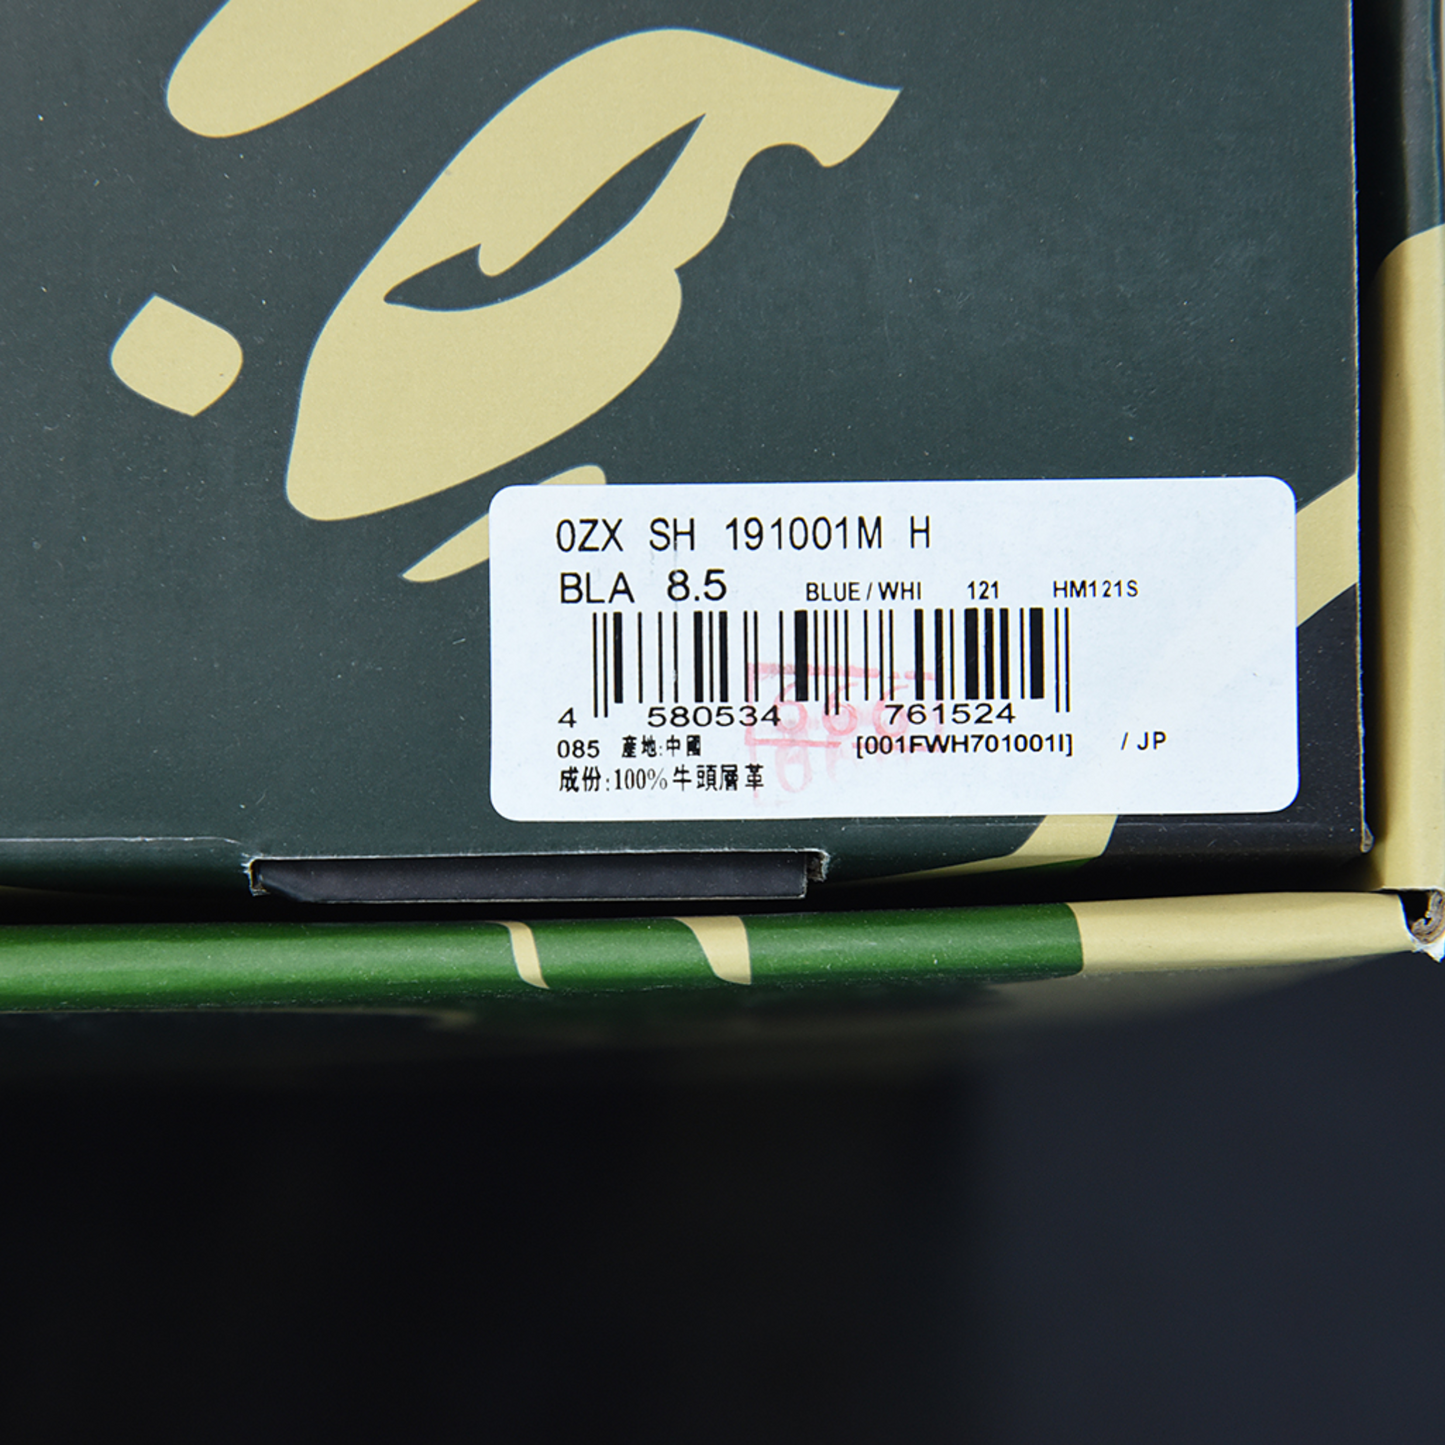 0ZX SH 191001M H
BLA 8.5 BLUE/WHI 121 HM121S
4 580534 761524
085 產地:中國 [001FWH701001I] / JP
成份:100%牛頭層革
666